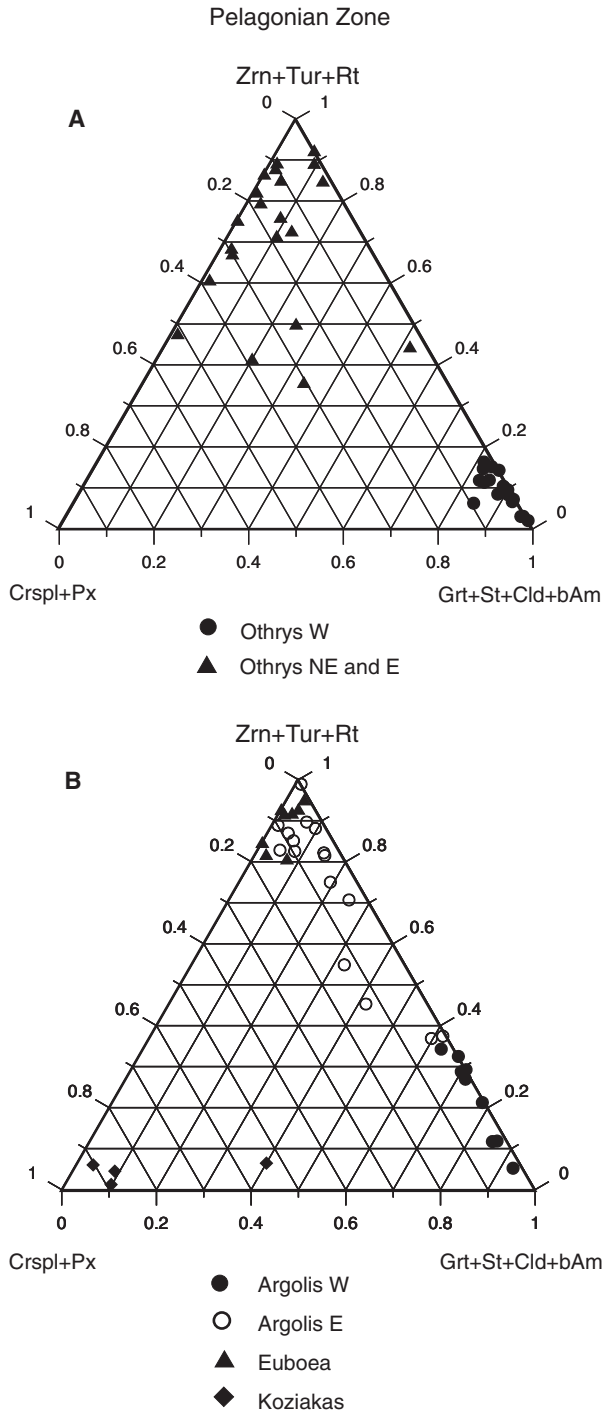 Pelagonian Zone
Zrn+Tur+Rt
A
0 1
0.2 0.8
0.4 0.6
0.6 0.4
0.8 0.2
1 0
0 0.2 0.4 0.6 0.8 1
Crspl+Px Grt+St+Cld+bAm
Othrys W
Othrys NE and E
Zrn+Tur+Rt
B
0 1
0.2 0.8
0.4 0.6
0.6 0.4
0.8 0.2
1 0
0 0.2 0.4 0.6 0.8 1
Crspl+Px Grt+St+Cld+bAm
Argolis W
Argolis E
Euboea
Koziakas